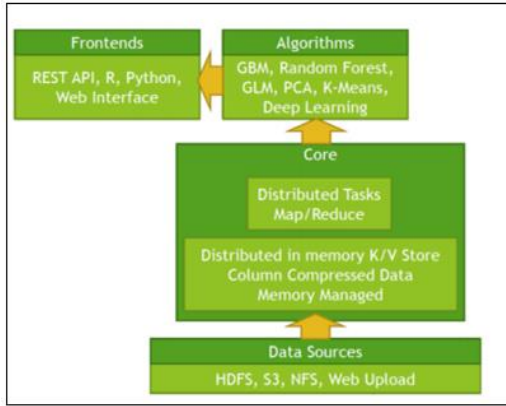 Frontends
REST API, R, Python,
Web Interface
Algorithms
GBM, Random Forest,
GLM, PCA, K-Means,
Deep Learning
Core
Distributed Tasks
Map/Reduce
Distributed in memory K/V Store
Column Compressed Data
Memory Managed
Data Sources
HDFS, S3, NFS, Web Upload